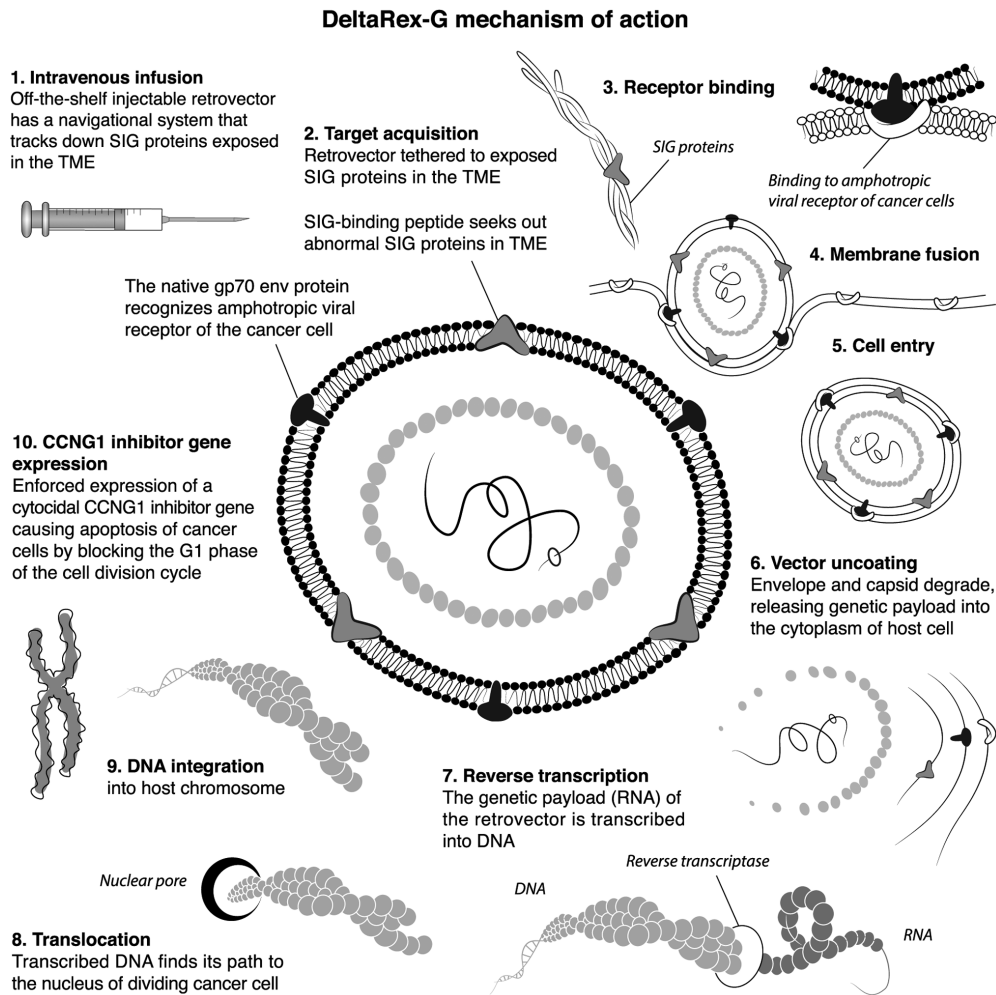 DeltaRex-G mechanism of action
1. Intravenous infusion
Off-the-shelf injectable retrovector
has a navigational system that
tracks down SIG proteins exposed
in the TME
2. Target acquisition
Retrovector tethered to exposed
SIG proteins in the TME
SIG-binding peptide seeks out
abnormal SIG proteins in TME
The native gp70 env protein
recognizes amphotropic viral
receptor of the cancer cell
3. Receptor binding
SIG proteins
Binding to amphotropic
viral receptor of cancer cells
4. Membrane fusion
5. Cell entry
6. Vector uncoating
Envelope and capsid degrade,
releasing genetic payload into
the cytoplasm of host cell
7. Reverse transcription
The genetic payload (RNA) of
the retrovector is transcribed
into DNA
Reverse transcriptase
DNA
RNA
8. Translocation
Transcribed DNA finds its path to
the nucleus of dividing cancer cell
Nuclear pore
9. DNA integration
into host chromosome
10. CCNG1 inhibitor gene
expression
Enforced expression of a
cytocidal CCNG1 inhibitor gene
causing apoptosis of cancer
cells by blocking the G1 phase
of the cell division cycle